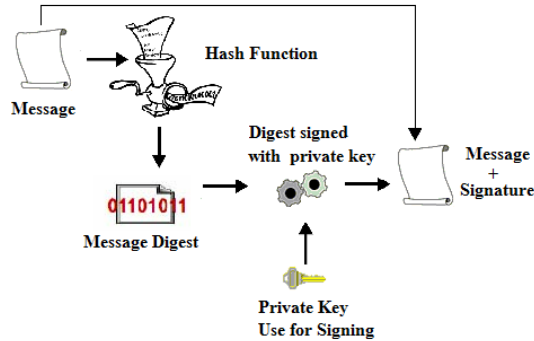 Hash Function
Message
Digest signed
with private key
Message
+
Signature
01101011
Message Digest
Private Key
Use for Signing